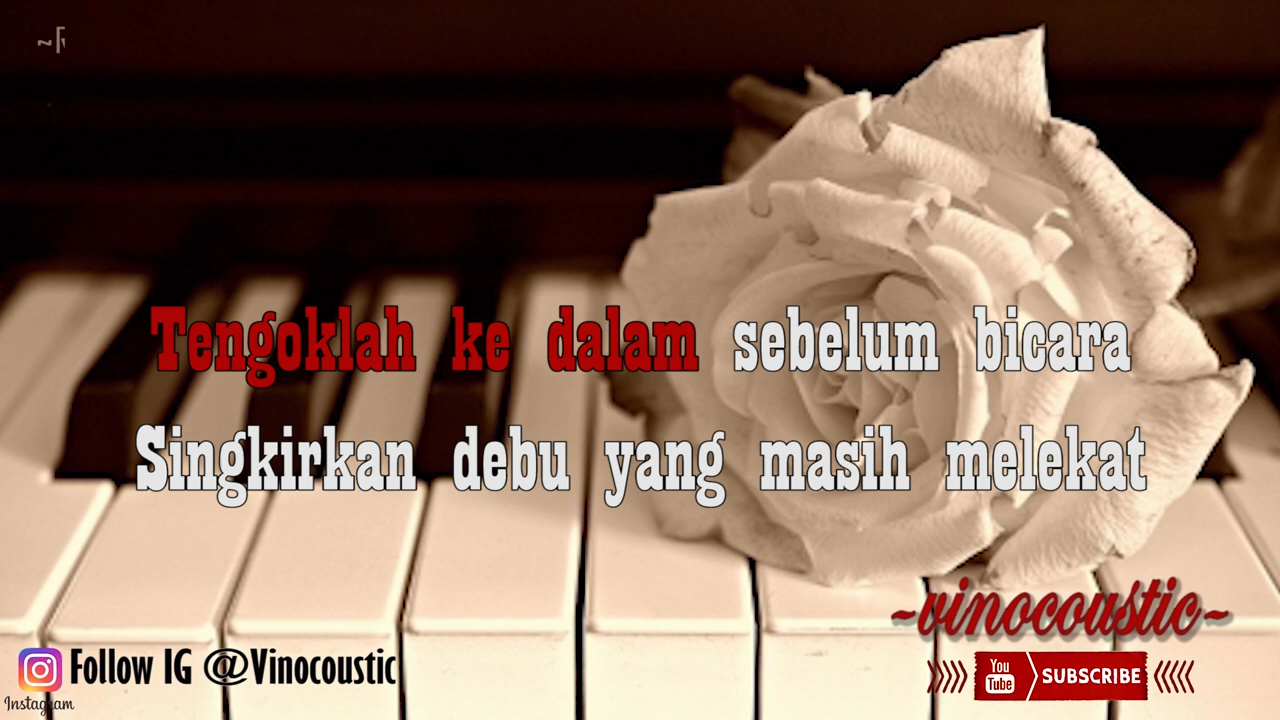 Tengoklah ke dalam sebelum bicara
Singkirkan debu yang masih melekat
~vinocoustic~
Follow IG @Vinocoustic
Instagram
You Tube SUBSCRIBE